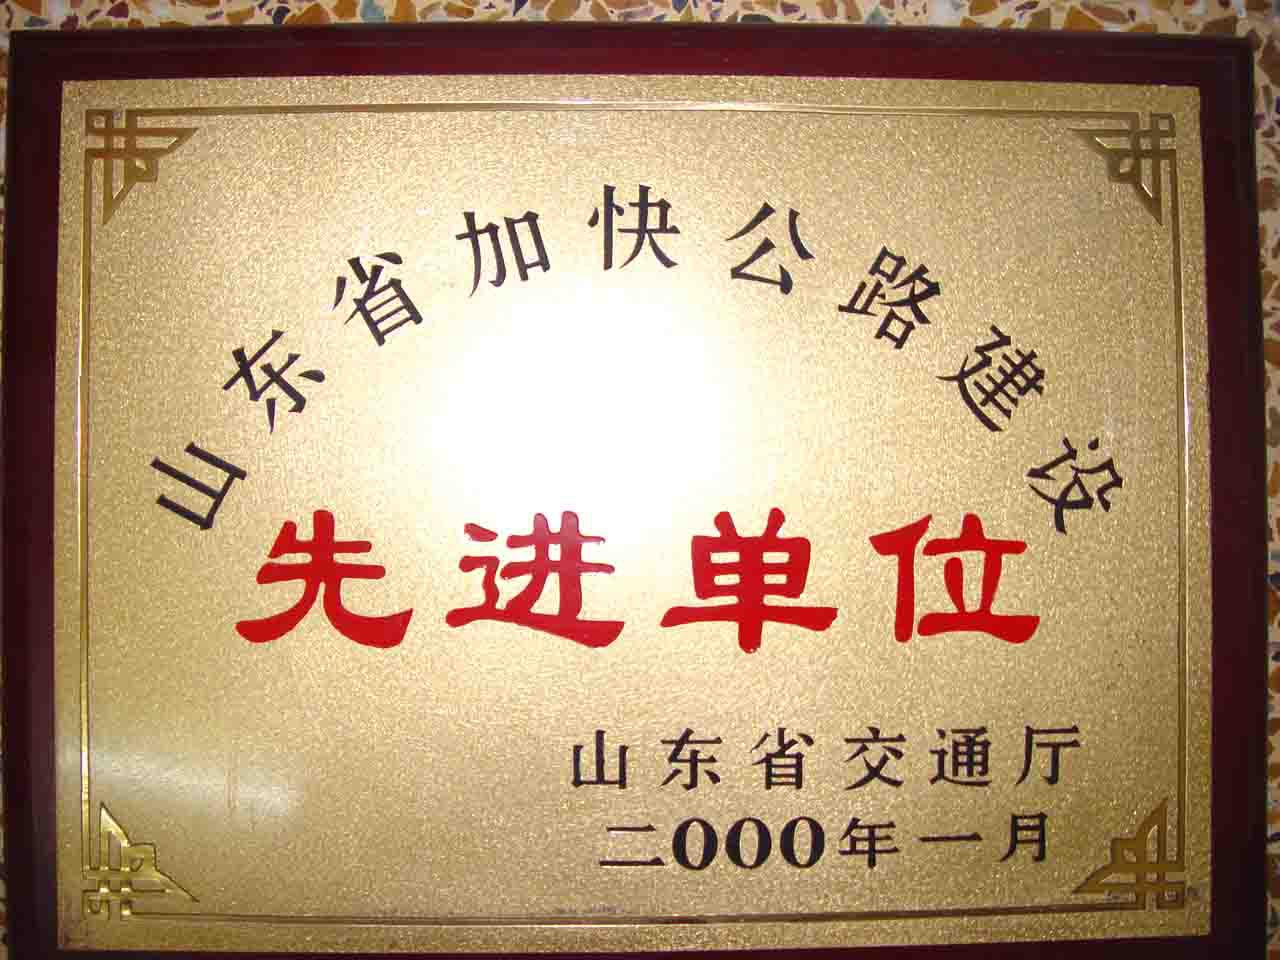 山东省加快公路建设
先进单位
山东省交通厅
二000年一月